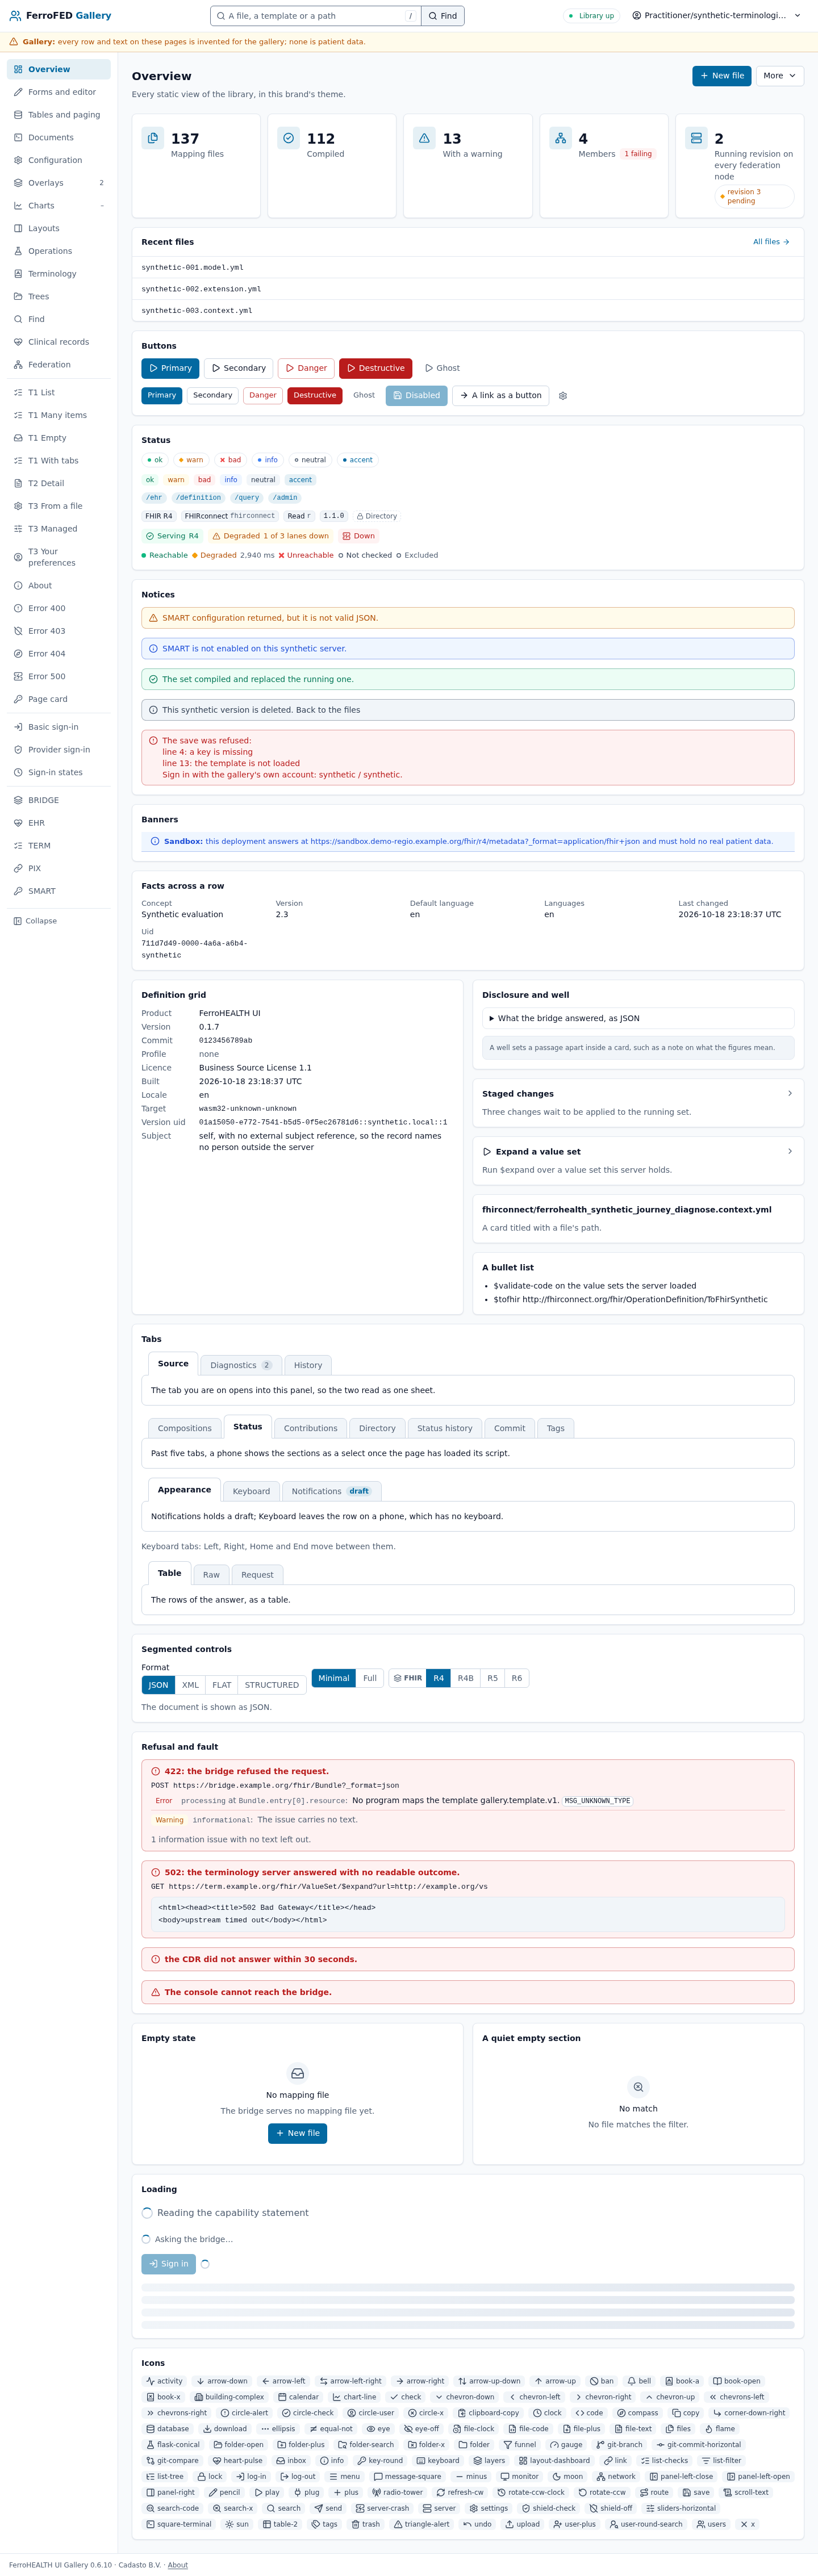 FerroFED Gallery
A file, a template or a path
/
Find
Library up
Practitioner/synthetic-terminologi...
Gallery: every row and text on these pages is invented for the gallery; none is patient data.
Overview
Forms and editor
Tables and paging
Documents
Configuration
Overlays 2
Charts
Layouts
Operations
Terminology
Trees
Find
Clinical records
Federation
T1 List
T1 Many items
T1 Empty
T1 With tabs
T2 Detail
T3 From a file
T3 Managed
T3 Your
preferences
About
Error 400
Error 403
Error 404
Error 500
Page card
Basic sign-in
Provider sign-in
Sign-in states
BRIDGE
EHR
TERM
PIX
SMART
Collapse
Overview
New file
More
Every static view of the library, in this brand's theme.
137
Mapping files
112
Compiled
13
With a warning
4
Members 1 failing
2
Running revision on
every federation
node
revision 3
pending
Recent files
All files
synthetic-001.model.yml
synthetic-002.extension.yml
synthetic-003.context.yml
Buttons
Primary Secondary Danger Destructive Ghost
Primary Secondary Danger Destructive Ghost Disabled A link as a button
Status
ok warn bad info neutral accent
ok warn bad info neutral accent
/ehr /definition /query /admin
FHIR R4 FHIRconnect fhirconnect Read r 1.1.0 Directory
Serving R4 Degraded 1 of 3 lanes down Down
Reachable Degraded 2,940 ms Unreachable Not checked Excluded
Notices
SMART configuration returned, but it is not valid JSON.
SMART is not enabled on this synthetic server.
The set compiled and replaced the running one.
This synthetic version is deleted. Back to the files
The save was refused:
line 4: a key is missing
line 13: the template is not loaded
Sign in with the gallery's own account: synthetic / synthetic.
Banners
Sandbox: this deployment answers at https://sandbox.demo-regio.example.org/fhir/r4/metadata?_format=application/fhir+json and must hold no real patient data.
Facts across a row
Concept
Synthetic evaluation
Version
2.3
Default language
en
Languages
en
Last changed
2026-10-18 23:18:37 UTC
Uid
711d7d49-0000-4a6a-a6b4-
synthetic
Definition grid
Product FerroHEALTH UI
Version 0.1.7
Commit 0123456789ab
Profile none
Licence Business Source License 1.1
Built 2026-10-18 23:18:37 UTC
Locale en
Target wasm32-unknown-unknown
Version uid 01a15050-e772-7541-b5d5-0f5ec26781d6::synthetic.local::1
Subject self, with no external subject reference, so the record names
no person outside the server
Disclosure and well
What the bridge answered, as JSON
A well sets a passage apart inside a card, such as a note on what the figures mean.
Staged changes
Three changes wait to be applied to the running set.
Expand a value set
Run $expand over a value set this server holds.
fhirconnect/ferrohealth_synthetic_journey_diagnose.context.yml
A card titled with a file's path.
A bullet list
$validate-code on the value sets the server loaded
$tofhir http://fhirconnect.org/fhir/OperationDefinition/ToFhirSynthetic
Tabs
Source Diagnostics 2 History
The tab you are on opens into this panel, so the two read as one sheet.
Compositions Status Contributions Directory Status history Commit Tags
Past five tabs, a phone shows the sections as a select once the page has loaded its script.
Appearance Keyboard Notifications draft
Notifications holds a draft; Keyboard leaves the row on a phone, which has no keyboard.
Keyboard tabs: Left, Right, Home and End move between them.
Table Raw Request
The rows of the answer, as a table.
Segmented controls
Format
JSON XML FLAT STRUCTURED Minimal Full FHIR R4 R4B R5 R6
The document is shown as JSON.
Refusal and fault
422: the bridge refused the request.
POST https://bridge.example.org/fhir/Bundle?_format=json
Error processing at Bundle.entry[0].resource: No program maps the template gallery.template.v1. MSG_UNKNOWN_TYPE
Warning informational: The issue carries no text.
1 information issue with no text left out.
502: the terminology server answered with no readable outcome.
GET https://term.example.org/fhir/ValueSet/$expand?url=http://example.org/vs
<html><head><title>502 Bad Gateway</title></head>
<body>upstream timed out</body></html>
the CDR did not answer within 30 seconds.
The console cannot reach the bridge.
Empty state
No mapping file
The bridge serves no mapping file yet.
New file
A quiet empty section
No match
No file matches the filter.
Loading
Reading the capability statement
Asking the bridge...
Sign in
Icons
activity arrow-down arrow-left arrow-left-right arrow-right arrow-up-down arrow-up ban bell book-a book-open
book-x building-complex calendar chart-line check chevron-down chevron-left chevron-right chevron-up chevrons-left
chevrons-right circle-alert circle-check circle-user circle-x clipboard-copy clock code compass copy corner-down-right
database download ellipsis equal-not eye eye-off file-clock file-code file-plus file-text files flame
flask-conical folder-open folder-plus folder-search folder-x folder funnel gauge git-branch git-commit-horizontal
git-compare heart-pulse inbox info key-round keyboard layers layout-dashboard link list-checks list-filter
list-tree lock log-in log-out menu message-square minus monitor moon network panel-left-close panel-left-open
panel-right pencil play plug plus radio-tower refresh-cw rotate-ccw-clock rotate-ccw route save scroll-text
search-code search-x search send server-crash server settings shield-check shield-off sliders-horizontal
square-terminal sun table-2 tags trash triangle-alert undo upload user-plus user-round-search users x
FerroHEALTH UI Gallery 0.6.10 · Cadasto B.V. · About